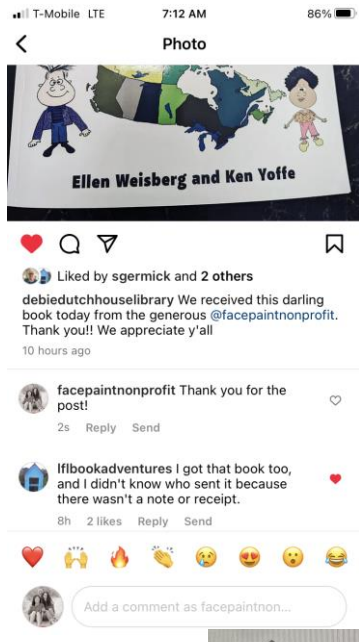 T-Mobile LTE 7:12 AM 86%
Photo
Ellen Weisberg and Ken Yoffe
Liked by sgermick and 2 others
debiedutchhouselibrary We received this darling
book today from the generous @facepaintnonprofit.
Thank you!! We appreciate y'all
10 hours ago
facepaintnonprofit Thank you for the
post!
2s Reply Send
lflbookadventures I got that book too,
and I didn't know who sent it because
there wasn't a note or receipt.
8h 2 likes Reply Send
Add a comment as facepaintnon...